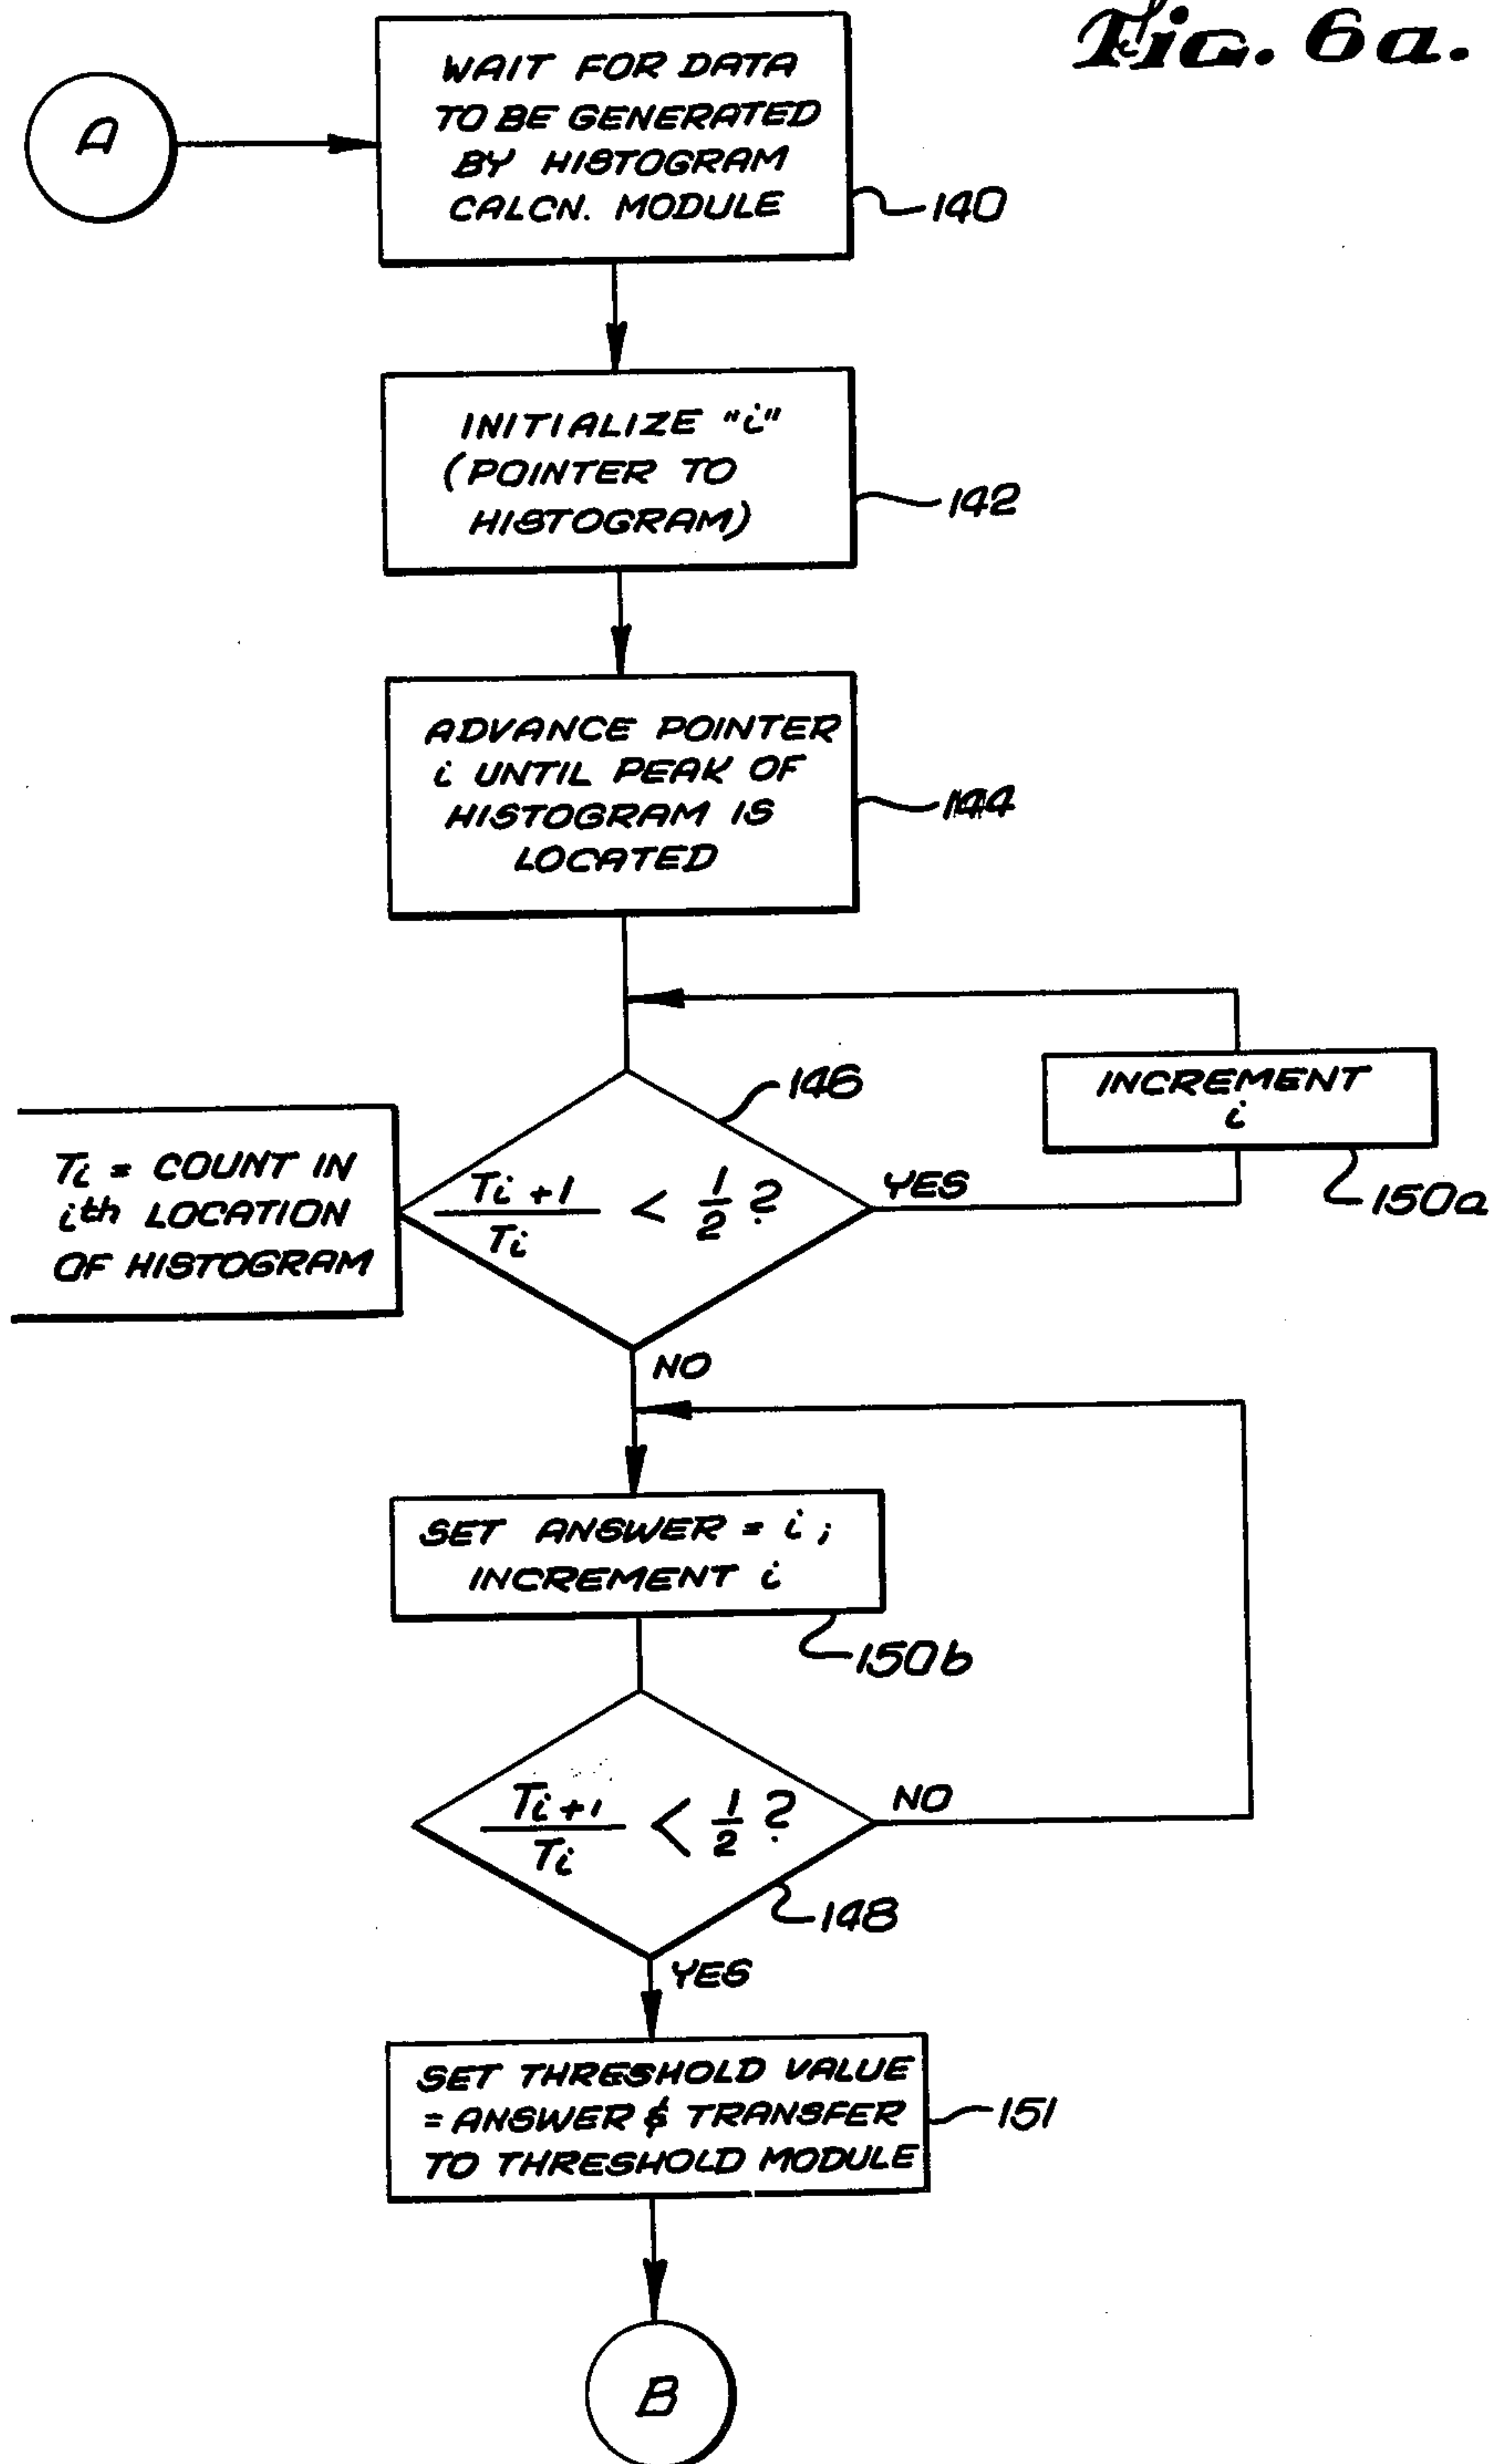 Fig. 6a.
A
WAIT FOR DATA
TO BE GENERATED
BY HISTOGRAM
CALCN. MODULE
140
INITIALIZE "i"
(POINTER TO
HISTOGRAM)
142
ADVANCE POINTER
i UNTIL PEAK OF
HISTOGRAM IS
LOCATED
144
INCREMENT
i
150a
146
Ti = COUNT IN
ith LOCATION
OF HISTOGRAM
Ti+1/Ti < 1/2 ?
YES
NO
SET ANSWER = i ;
INCREMENT i
150b
Ti+1/Ti < 1/2 ?
NO
148
YES
SET THRESHOLD VALUE
= ANSWER & TRANSFER
TO THRESHOLD MODULE
151
B